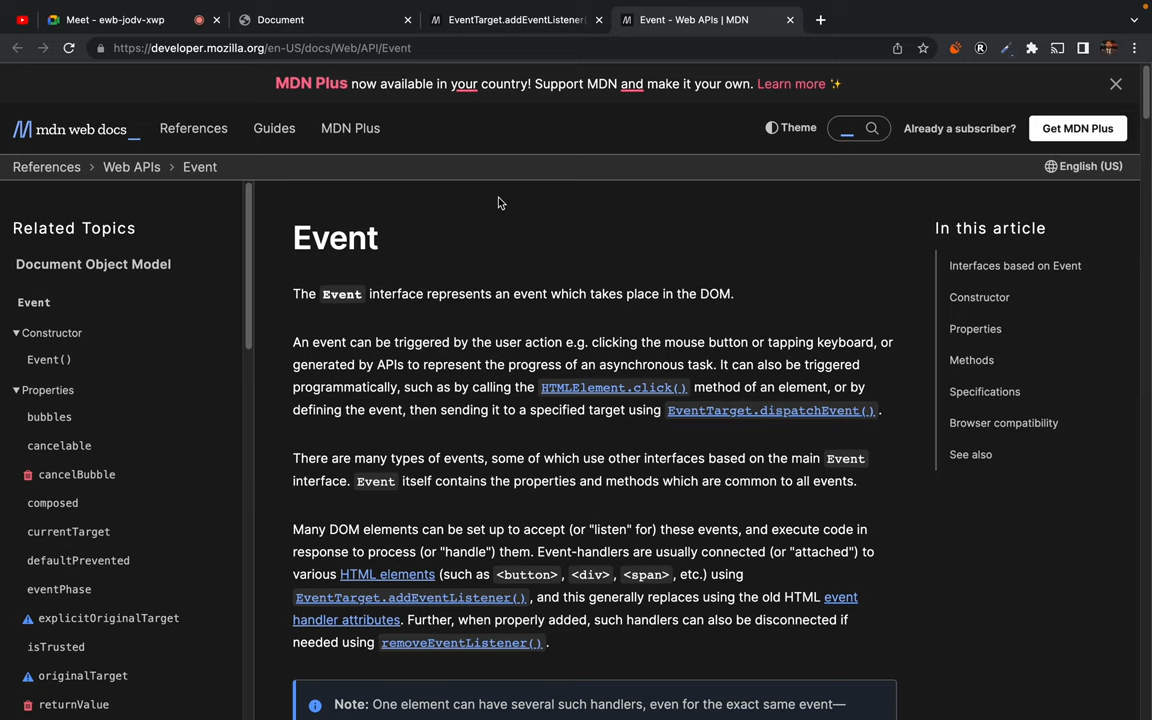 Meet - ewb-jodv-xwp
Document
EventTarget.addEventListener(
Event - Web APIs | MDN
https://developer.mozilla.org/en-US/docs/Web/API/Event
MDN Plus now available in your country! Support MDN and make it your own. Learn more ✨
mdn web docs_
References
Guides
MDN Plus
Theme
Already a subscriber?
Get MDN Plus
References > Web APIs > Event
English (US)
Related Topics
Document Object Model
Event
Constructor
Event()
Properties
bubbles
cancelable
cancelBubble
composed
currentTarget
defaultPrevented
eventPhase
explicitOriginalTarget
isTrusted
originalTarget
returnValue
Event
The Event interface represents an event which takes place in the DOM.
An event can be triggered by the user action e.g. clicking the mouse button or tapping keyboard, or
generated by APIs to represent the progress of an asynchronous task. It can also be triggered
programmatically, such as by calling the HTMLElement.click() method of an element, or by
defining the event, then sending it to a specified target using EventTarget.dispatchEvent().
There are many types of events, some of which use other interfaces based on the main Event
interface. Event itself contains the properties and methods which are common to all events.
Many DOM elements can be set up to accept (or "listen" for) these events, and execute code in
response to process (or "handle") them. Event-handlers are usually connected (or "attached") to
various HTML elements (such as <button>, <div>, <span>, etc.) using
EventTarget.addEventListener(), and this generally replaces using the old HTML event
handler attributes. Further, when properly added, such handlers can also be disconnected if
needed using removeEventListener().
Note: One element can have several such handlers, even for the exact same event—
In this article
Interfaces based on Event
Constructor
Properties
Methods
Specifications
Browser compatibility
See also